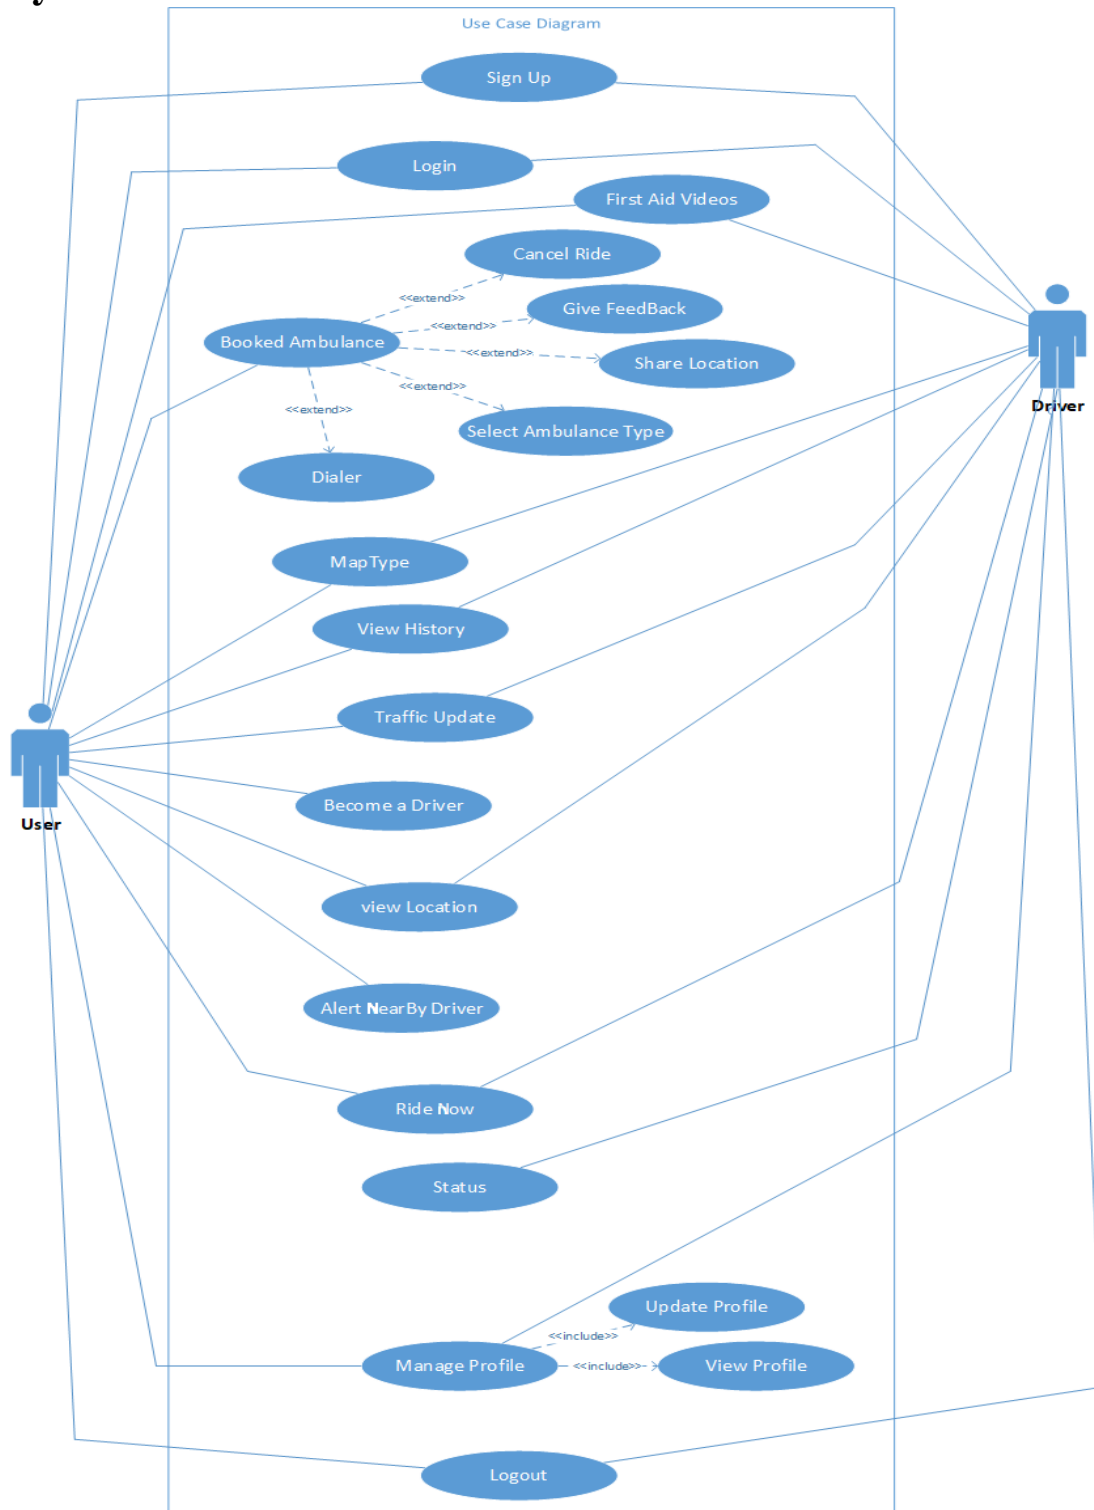 y
Use Case Diagram
Sign Up
Login
First Aid Videos
Cancel Ride
<<extend>>
Give FeedBack
<<extend>>
Booked Ambulance
<<extend>>
Share Location
<<extend>>
Driver
<<extend>>
Select Ambulance Type
Dialer
MapType
View History
Traffic Update
Become a Driver
User
view Location
Alert NearBy Driver
Ride Now
Status
Update Profile
<<include>>
Manage Profile
<<include>>
View Profile
Logout